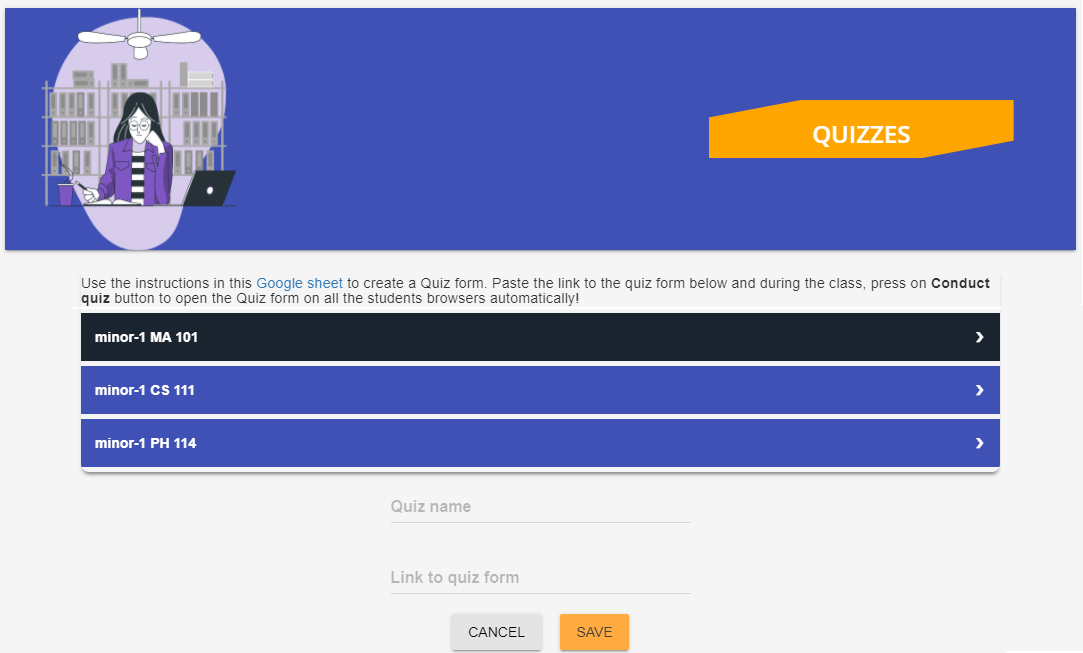 QUIZZES
Use the instructions in this Google sheet to create a Quiz form. Paste the link to the quiz form below and during the class, press on Conduct
quiz button to open the Quiz form on all the students browsers automatically!
minor-1 MA 101
minor-1 CS 111
minor-1 PH 114
Quiz name
Link to quiz form
CANCEL SAVE